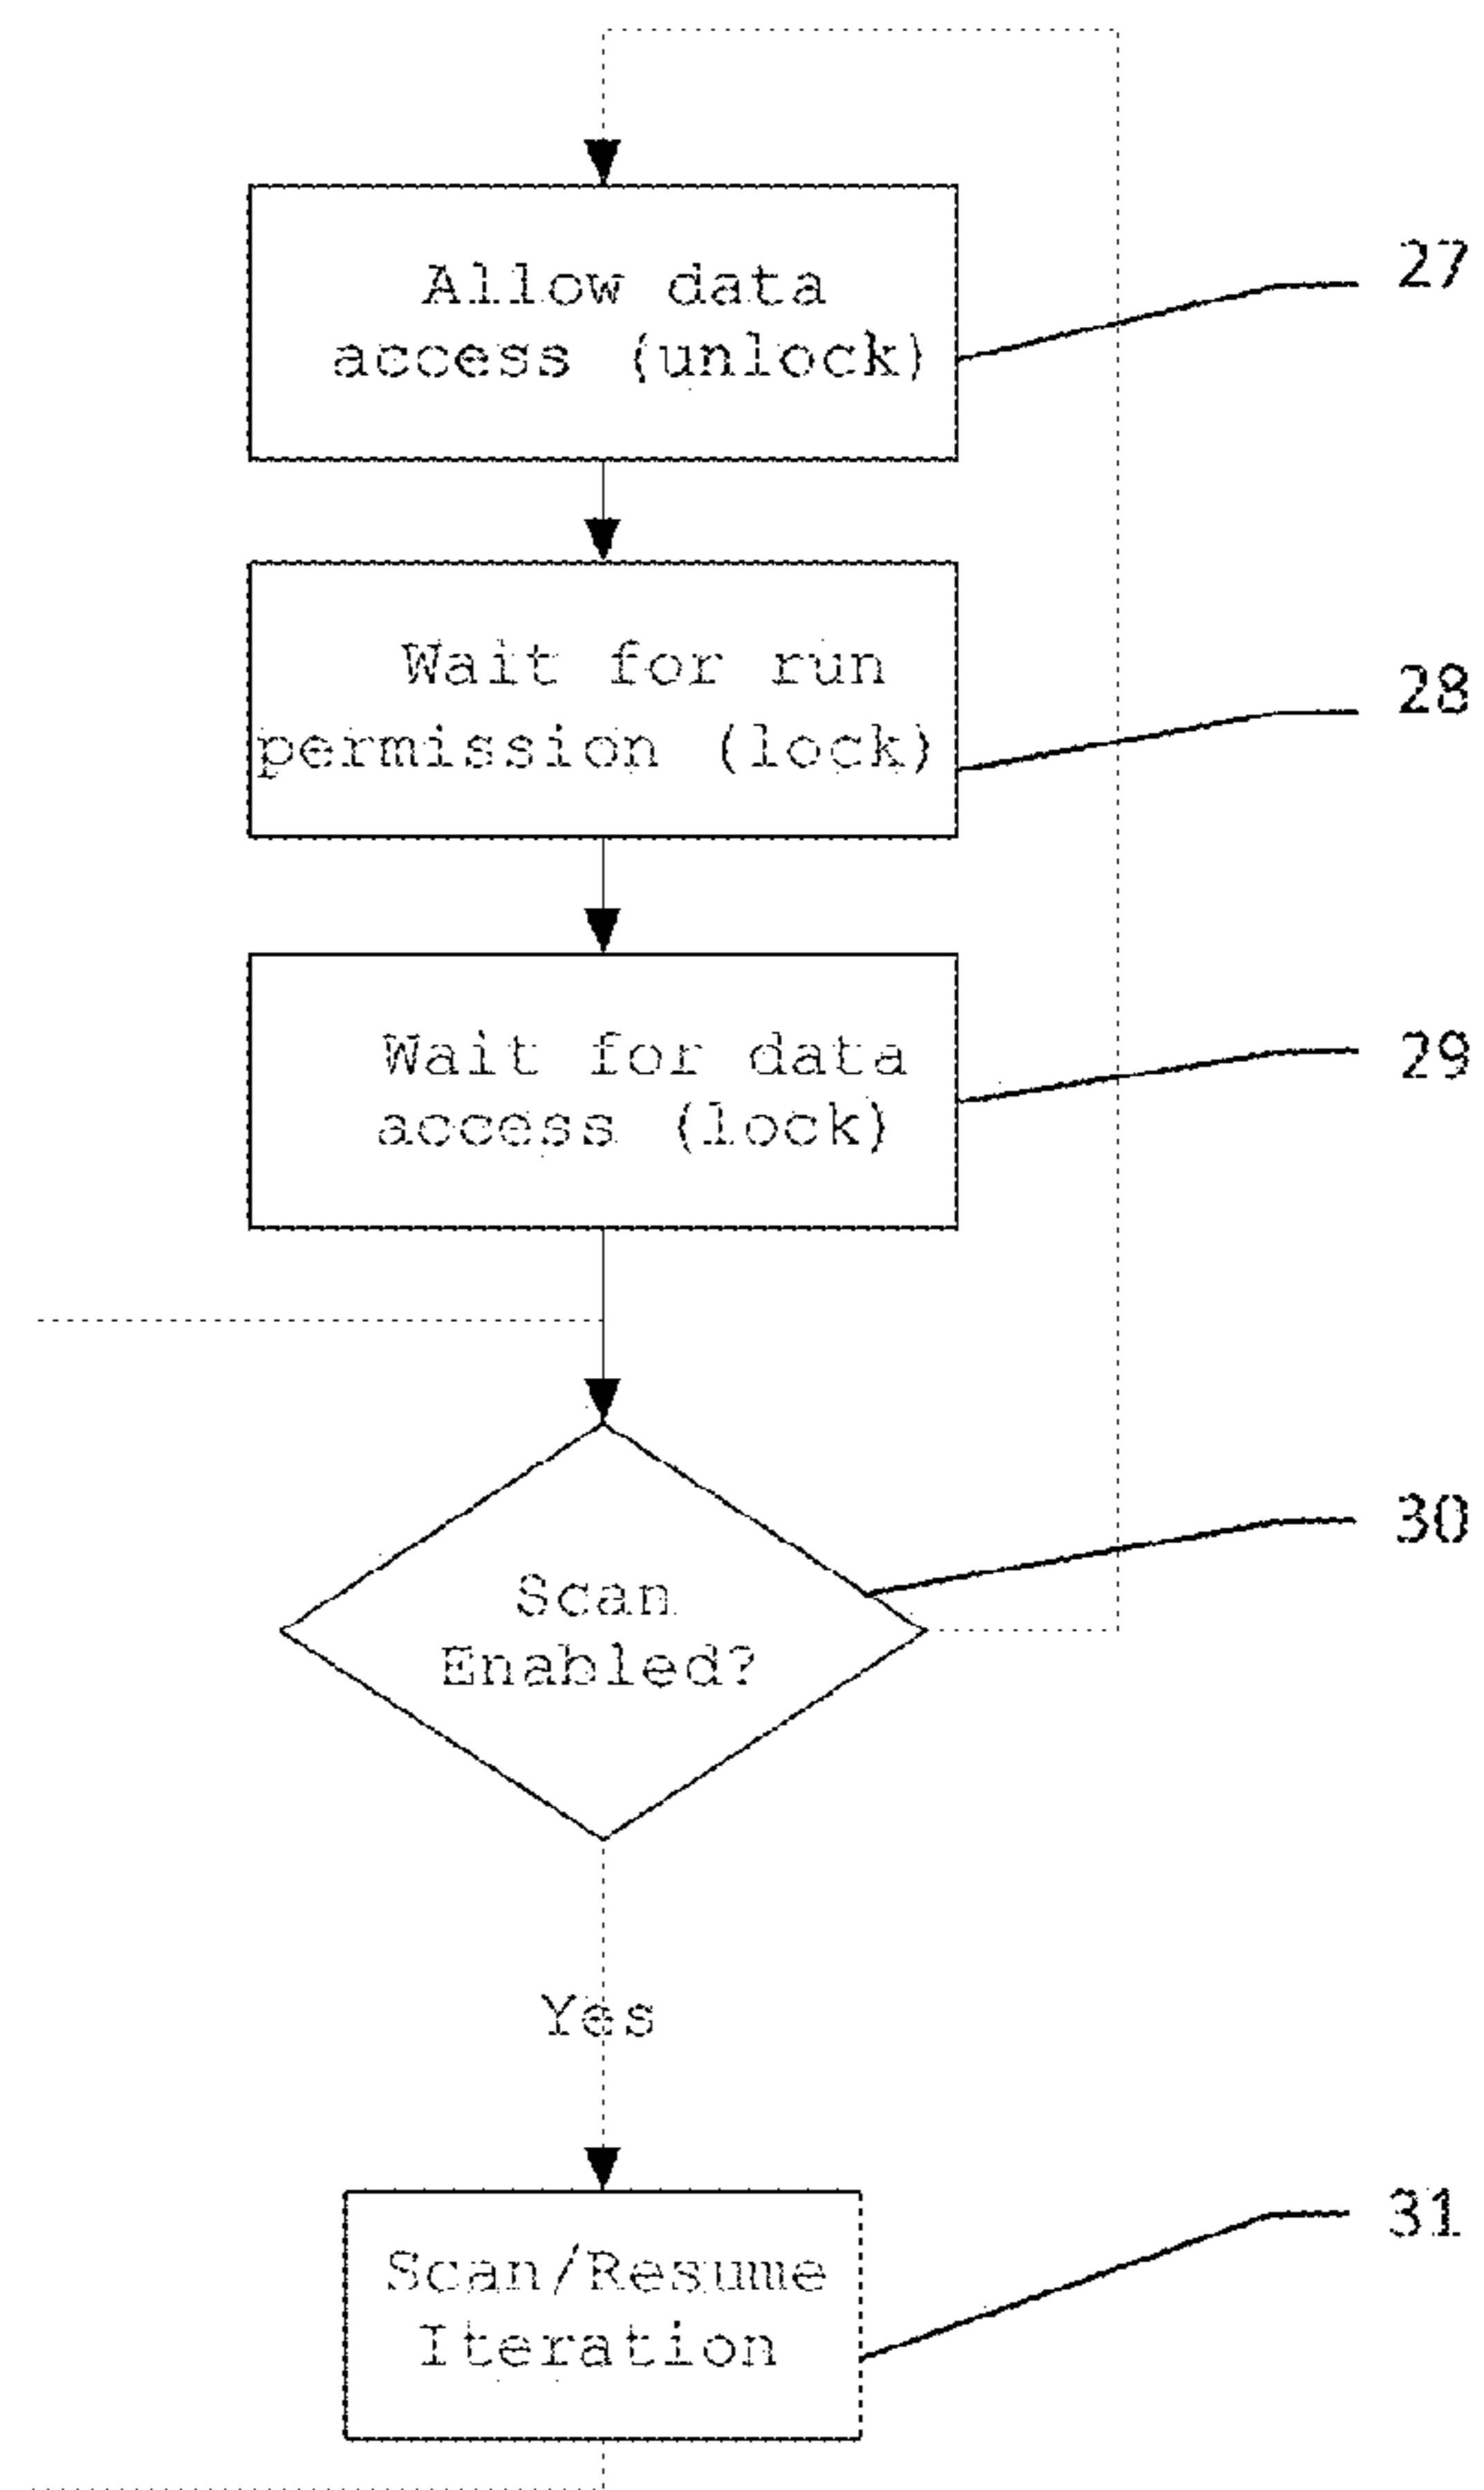 Allow data
access (unlock)
27
Wait for run
permission (lock)
28
Wait for data
access (lock)
29
Scan
Enabled?
30
Yes
Scan/Resume
Iteration
31